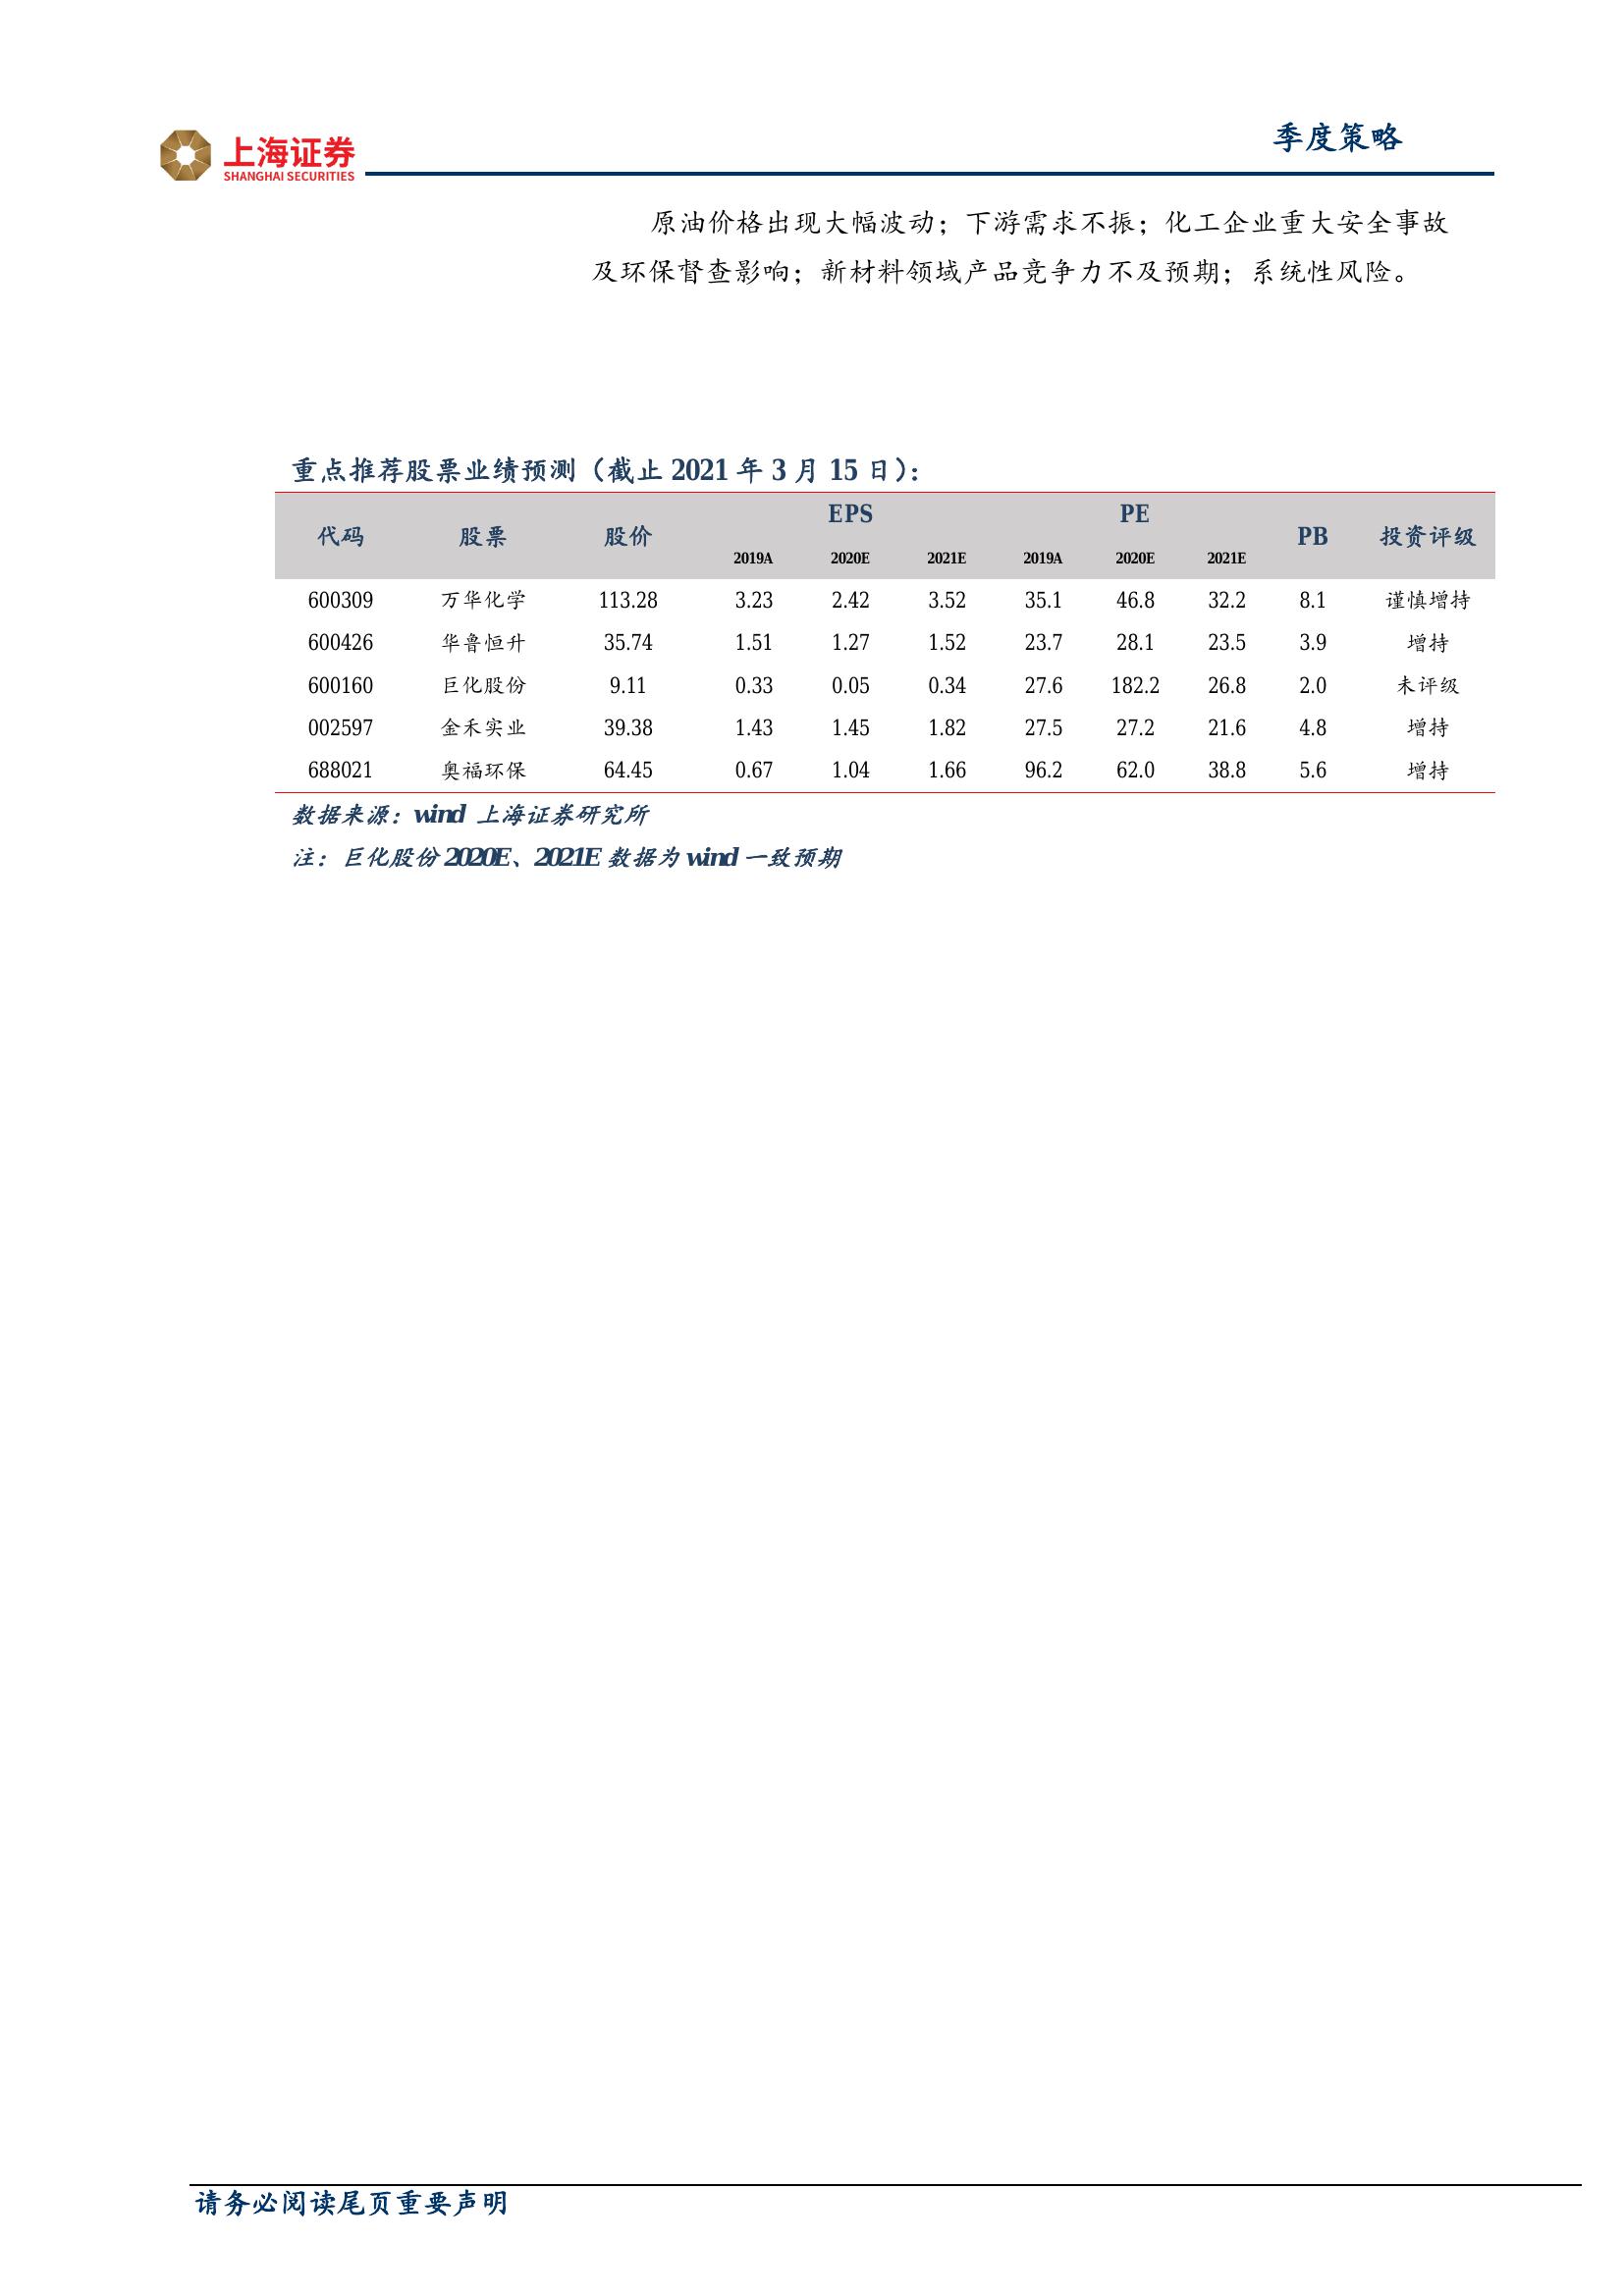 上海证券
SHANGHAI SECURITIES
季度策略
原油价格出现大幅波动；下游需求不振；化工企业重大安全事故
及环保督查影响；新材料领域产品竞争力不及预期；系统性风险。
重点推荐股票业绩预测（截止 2021 年 3 月 15 日）：
代码 股票 股价 EPS PE PB 投资评级
2019A 2020E 2021E 2019A 2020E 2021E
600309 万华化学 113.28 3.23 2.42 3.52 35.1 46.8 32.2 8.1 谨慎增持
600426 华鲁恒升 35.74 1.51 1.27 1.52 23.7 28.1 23.5 3.9 增持
600160 巨化股份 9.11 0.33 0.05 0.34 27.6 182.2 26.8 2.0 未评级
002597 金禾实业 39.38 1.43 1.45 1.82 27.5 27.2 21.6 4.8 增持
688021 奥福环保 64.45 0.67 1.04 1.66 96.2 62.0 38.8 5.6 增持
数据来源：wind 上海证券研究所
注：巨化股份 2020E、2021E 数据为 wind 一致预期
请务必阅读尾页重要声明